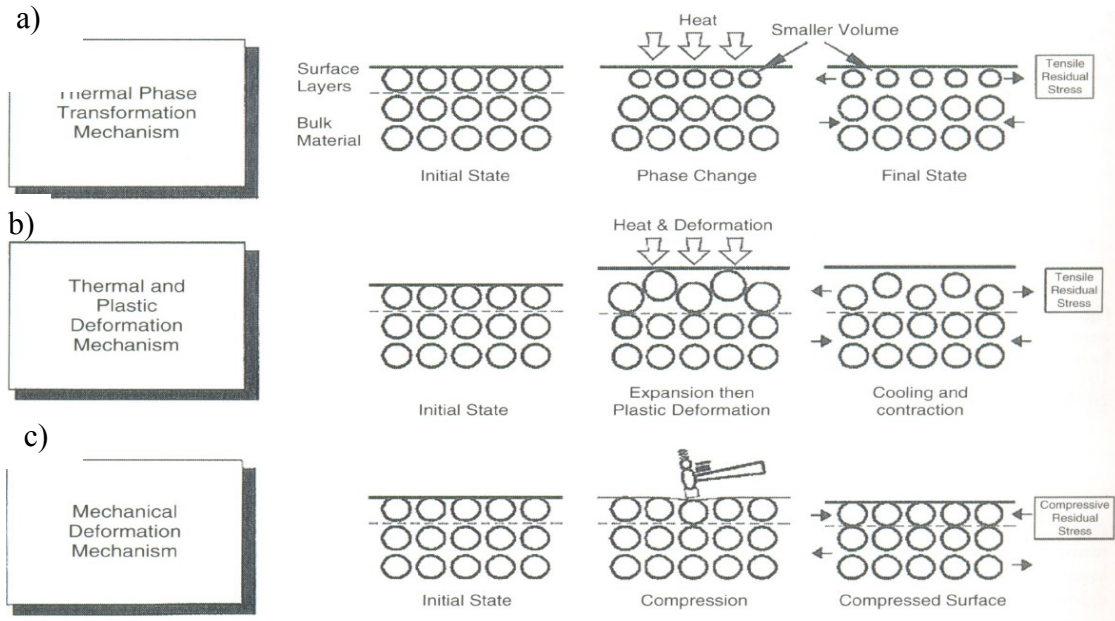 a)
Thermal Phase
Transformation
Mechanism
Surface
Layers
Bulk
Material
Initial State
Heat
Phase Change
Smaller Volume
Final State
Tensile
Residual
Stress
b)
Thermal and
Plastic
Deformation
Mechanism
Initial State
Heat & Deformation
Expansion then
Plastic Deformation
Cooling and
contraction
Tensile
Residual
Stress
c)
Mechanical
Deformation
Mechanism
Initial State
Compression
Compressed Surface
Compressive
Residual
Stress